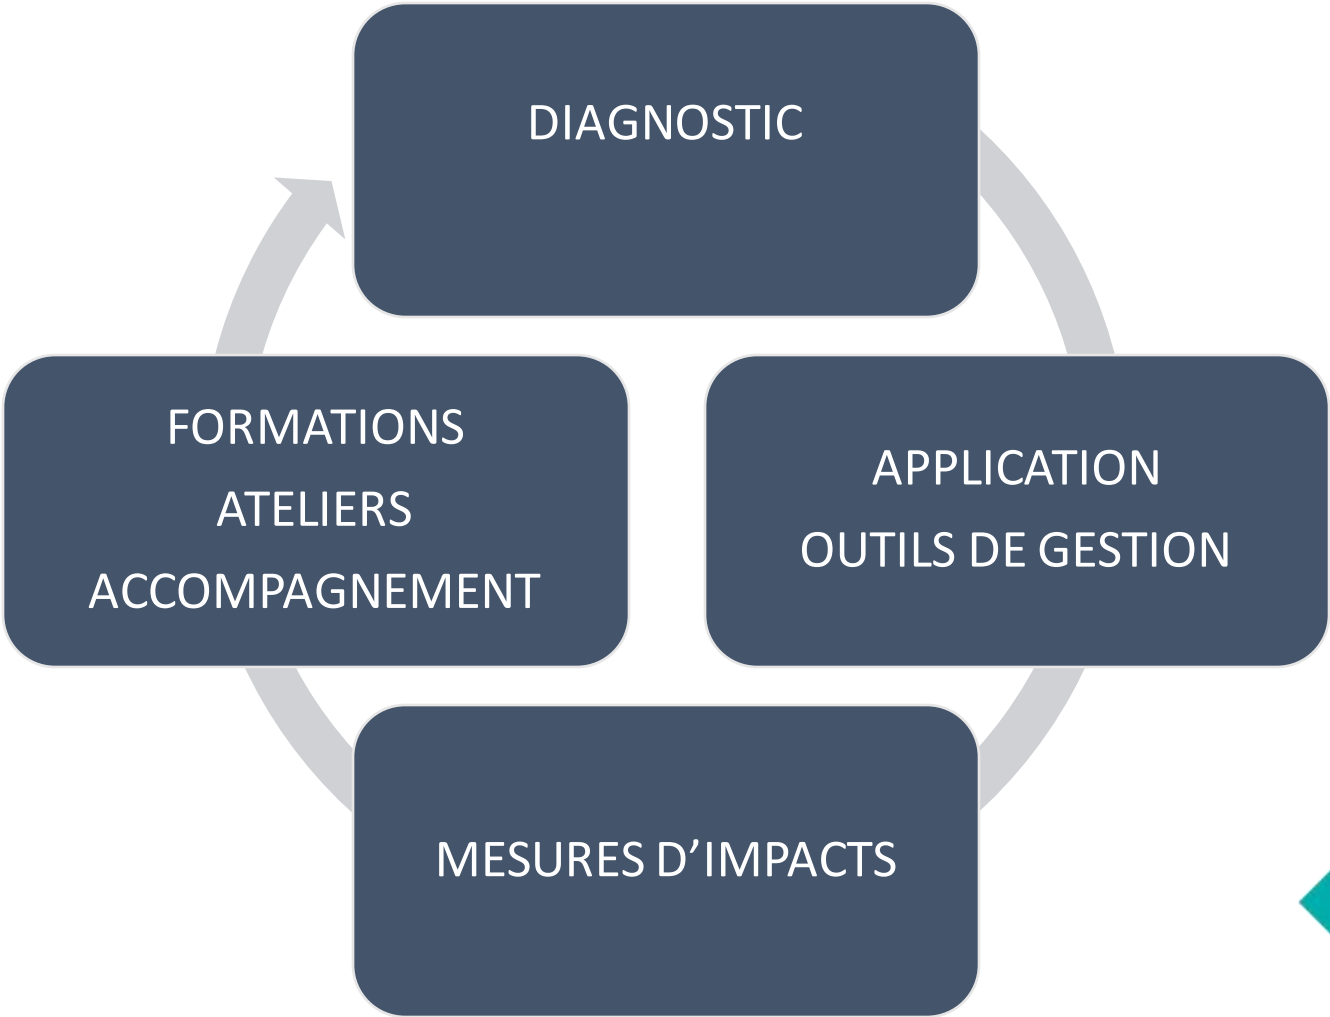 DIAGNOSTIC
APPLICATION
OUTILS DE GESTION
MESURES D’IMPACTS
FORMATIONS
ATELIERS
ACCOMPAGNEMENT